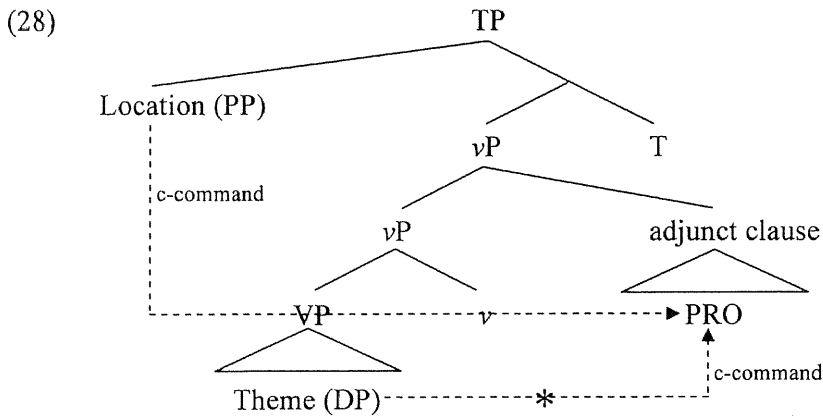 (28) TP
Location (PP)
vP T
c-command
vP adjunct clause
VP v PRO
c-command
Theme (DP) *